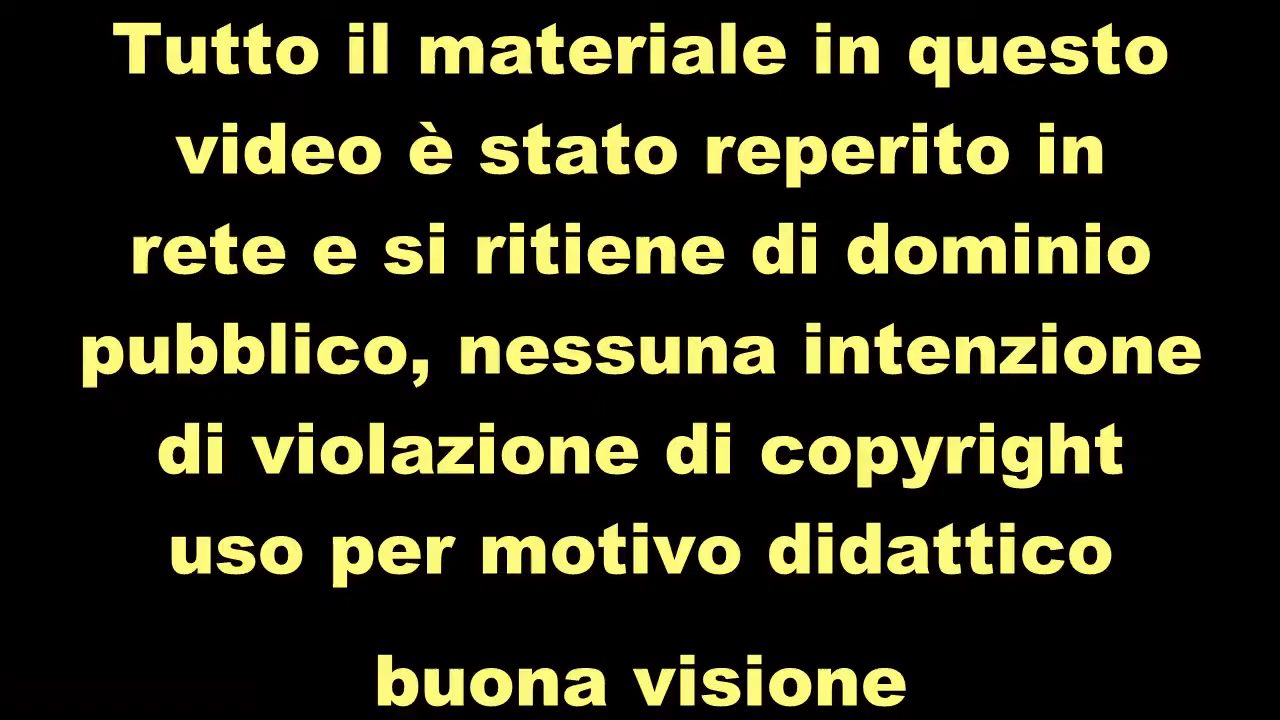 Tutto il materiale in questo
video è stato reperito in
rete e si ritiene di dominio
pubblico, nessuna intenzione
di violazione di copyright
uso per motivo didattico
buona visione